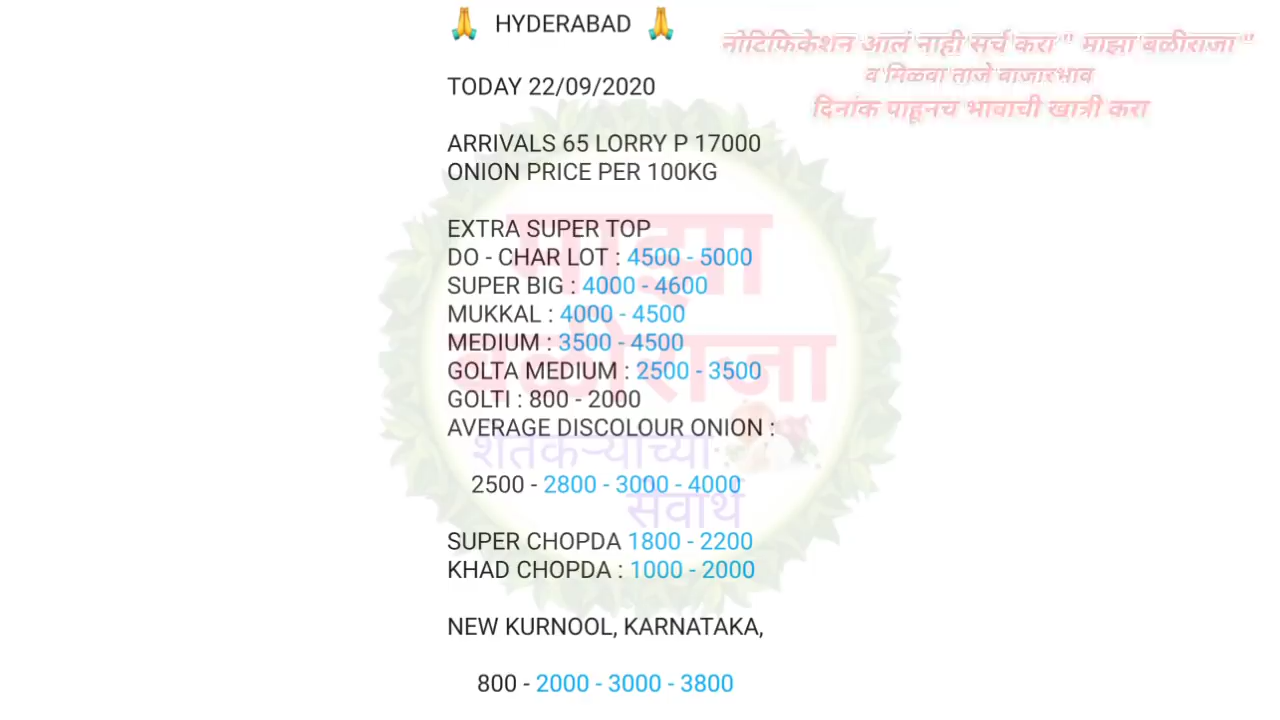 🙏 HYDERABAD 🙏
नोटिफिकेशन आलं नाही सर्च करा " माझा बळीराजा "
व मिळवा ताजे बाजारभाव
दिनांक पाहूनच भावाची खात्री करा
TODAY 22/09/2020
ARRIVALS 65 LORRY P 17000
ONION PRICE PER 100KG
EXTRA SUPER TOP
DO - CHAR LOT : 4500 - 5000
SUPER BIG : 4000 - 4600
MUKKAL : 4000 - 4500
MEDIUM : 3500 - 4500
GOLTA MEDIUM : 2500 - 3500
GOLTI : 800 - 2000
AVERAGE DISCOLOUR ONION :
2500 - 2800 - 3000 - 4000
SUPER CHOPDA 1800 - 2200
KHAD CHOPDA : 1000 - 2000
NEW KURNOOL, KARNATAKA,
800 - 2000 - 3000 - 3800
माझा
बळीराजा
शेतकऱ्यांच्या
सेवार्थ